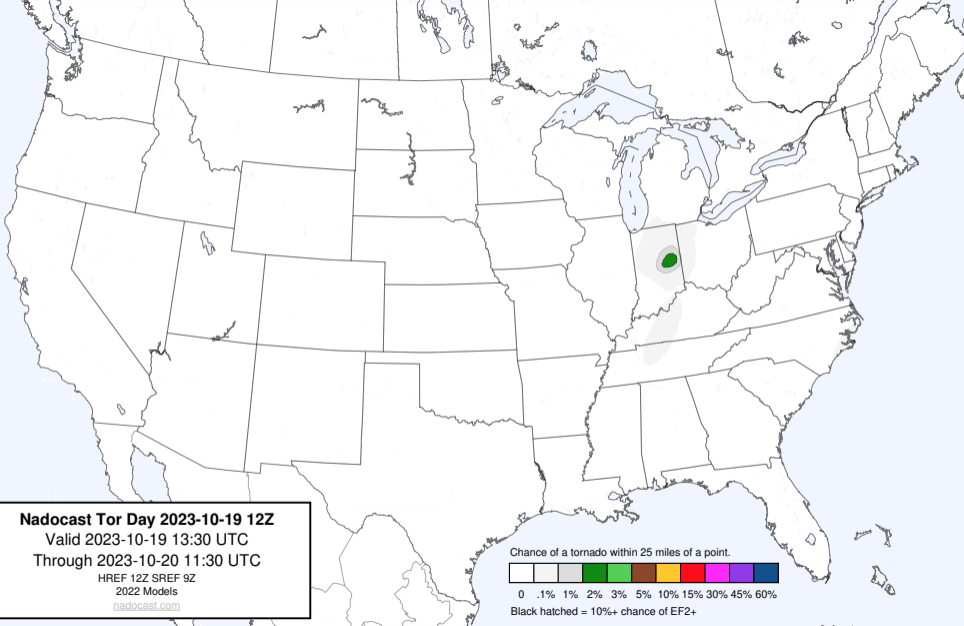 Nadocast Tor Day 2023-10-19 12Z
Valid 2023-10-19 13:30 UTC
Through 2023-10-20 11:30 UTC
HREF 12Z SREF 9Z
2022 Models
nadocast.com
Chance of a tornado within 25 miles of a point.
0 .1% 1% 2% 3% 5% 10% 15% 30% 45% 60%
Black hatched = 10%+ chance of EF2+